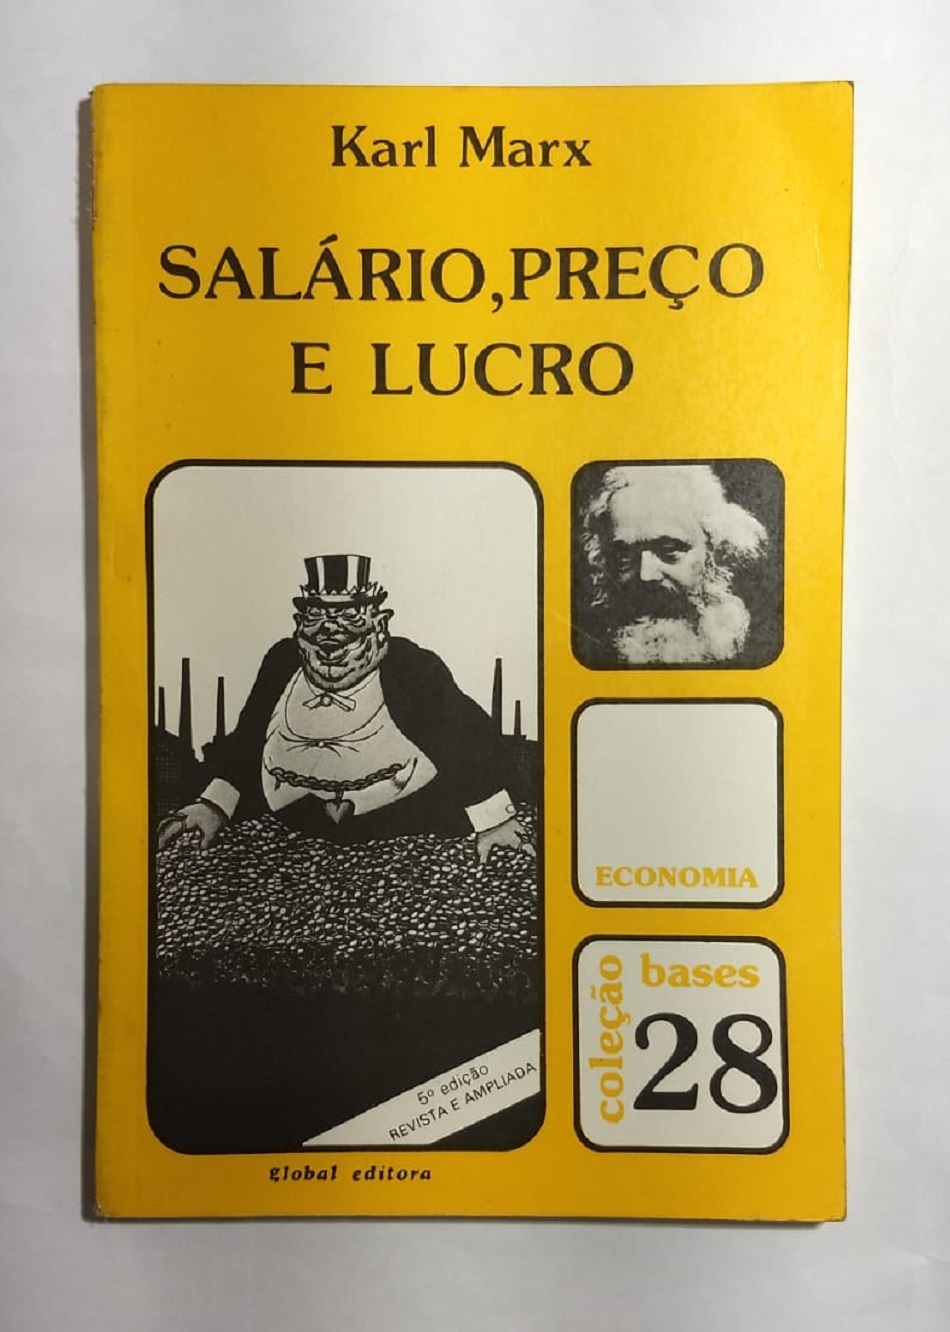 Karl Marx
SALÁRIO, PREÇO
E LUCRO
ECONOMIA
coleção
bases
28
5º edição
REVISTA E AMPLIADA
global editora